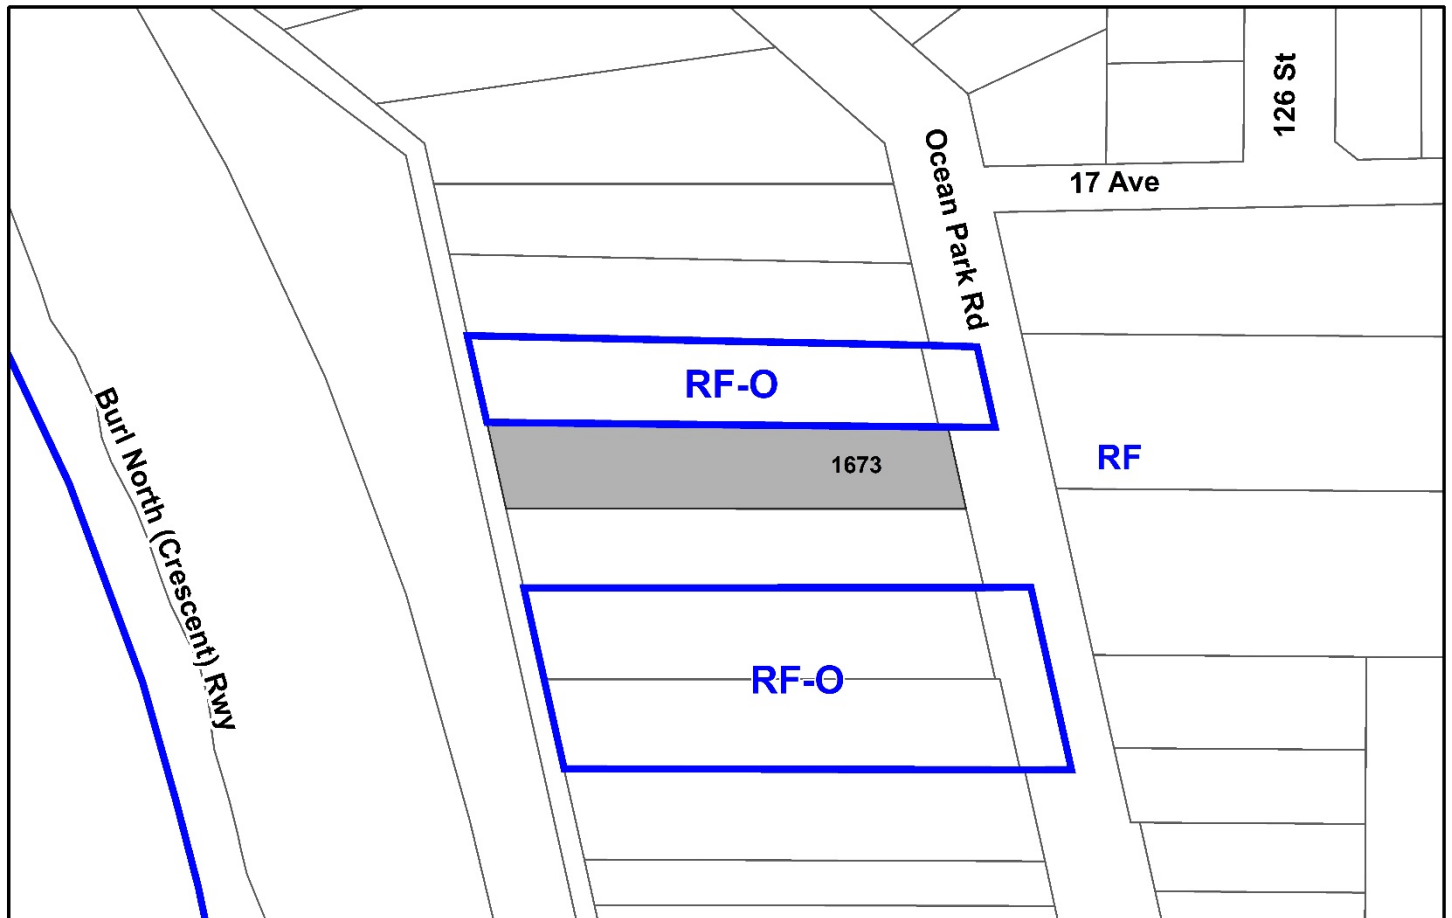 126 St
17 Ave
Ocean Park Rd
RF-O
RF
1673
Burl North (Crescent) Rwy
RF-O